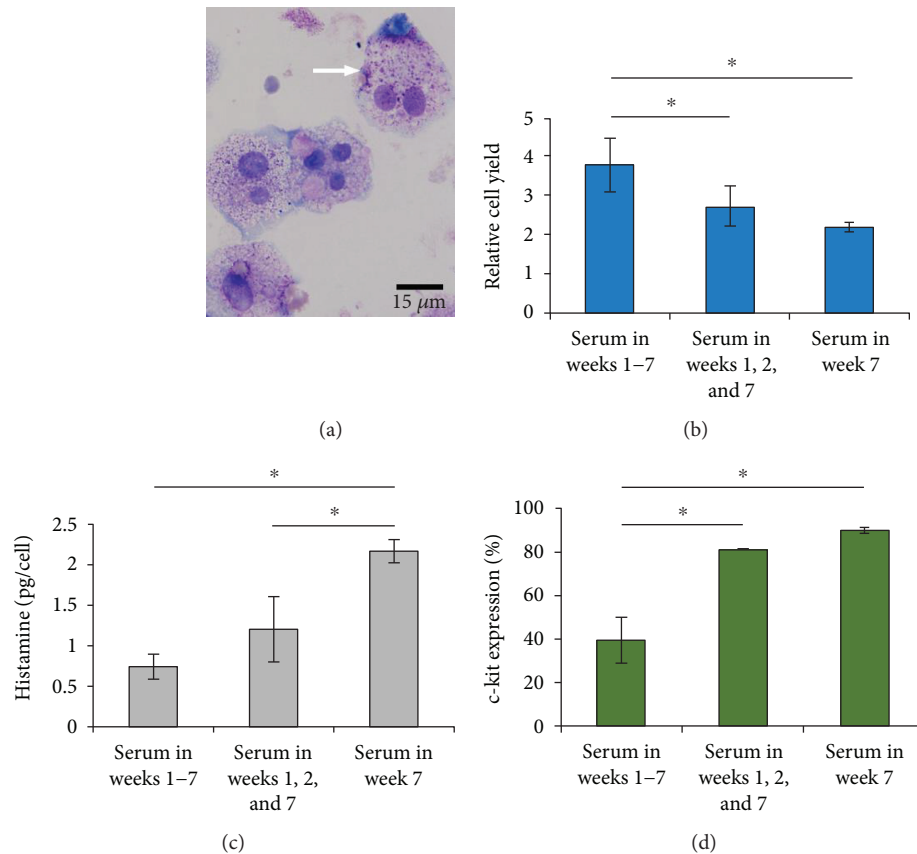 15 μm
(a)
*
*
Relative cell yield
5
4
3
2
1
0
Serum in
weeks 1–7
Serum in
weeks 1, 2,
and 7
Serum in
week 7
(b)
*
*
Histamine (pg/cell)
2.5
2
1.5
1
0.5
0
Serum in
weeks 1–7
Serum in
weeks 1, 2,
and 7
Serum in
week 7
(c)
*
*
c-kit expression (%)
100
80
60
40
20
0
Serum in
weeks 1–7
Serum in
weeks 1, 2,
and 7
Serum in
week 7
(d)